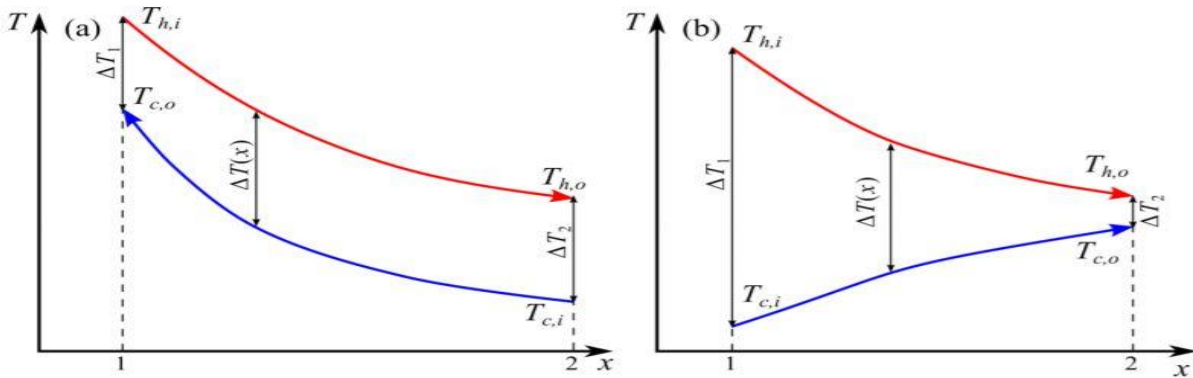 T (a) T_{h,i}
ΔT_1
T_{c,o}
ΔT(x)
T_{h,o}
ΔT_2
T_{c,i}
1 2 x
T (b) T_{h,i}
ΔT_1
ΔT(x)
T_{h,o}
ΔT_2
T_{c,o}
T_{c,i}
1 2 x